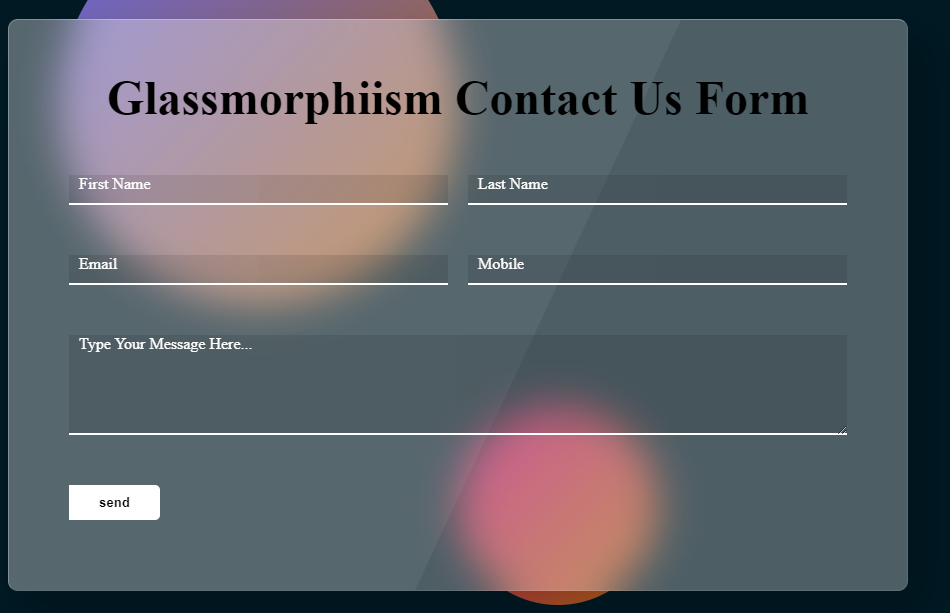 Glassmorphiism Contact Us Form
First Name
Last Name
Email
Mobile
Type Your Message Here...
send